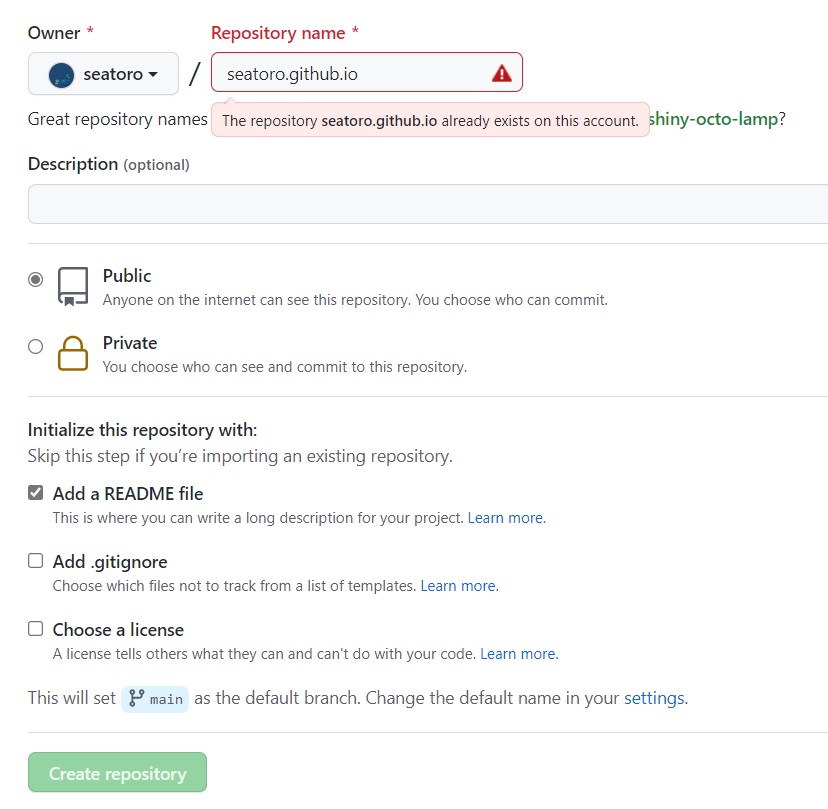 Owner * Repository name *
seatoro / seatoro.github.io
Great repository names The repository seatoro.github.io already exists on this account. shiny-octo-lamp?
Description (optional)
Public
Anyone on the internet can see this repository. You choose who can commit.
Private
You choose who can see and commit to this repository.
Initialize this repository with:
Skip this step if you’re importing an existing repository.
Add a README file
This is where you can write a long description for your project. Learn more.
Add .gitignore
Choose which files not to track from a list of templates. Learn more.
Choose a license
A license tells others what they can and can't do with your code. Learn more.
This will set main as the default branch. Change the default name in your settings.
Create repository